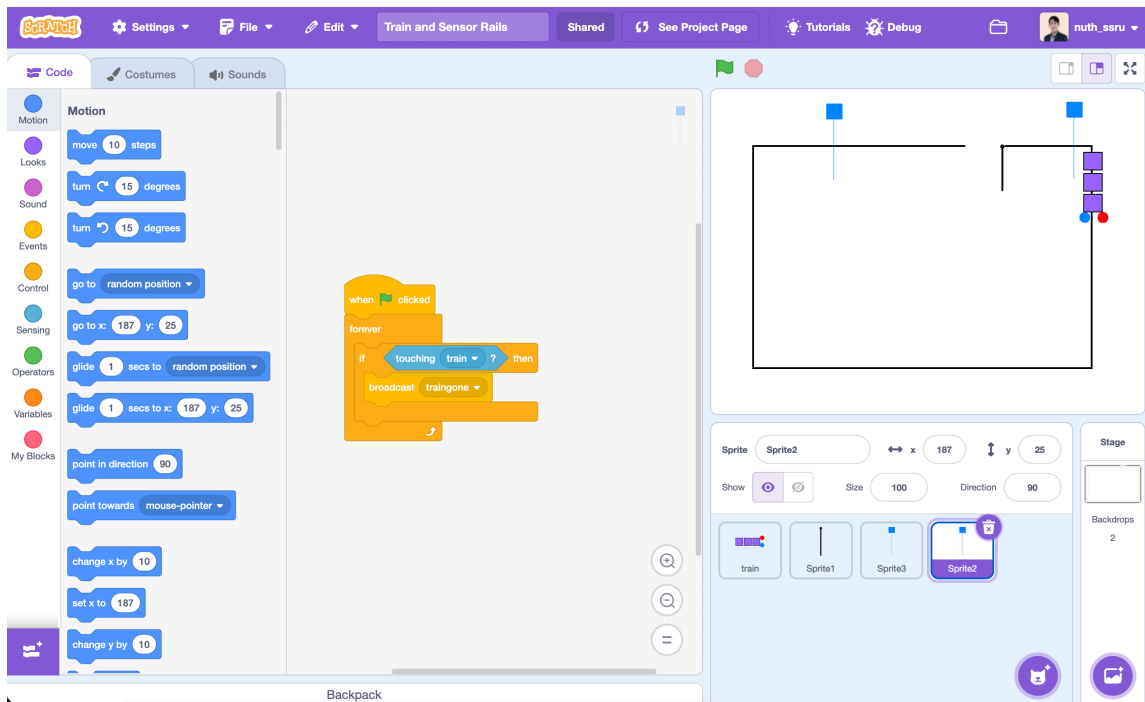 SCRATCH Settings File Edit Train and Sensor Rails Shared See Project Page Tutorials Debug nuth_ssru
Code Costumes Sounds
Motion
Looks
Sound
Events
Control
Sensing
Operators
Variables
My Blocks
Motion
move 10 steps
turn 15 degrees
turn 15 degrees
go to random position
go to x: 187 y: 25
glide 1 secs to random position
glide 1 secs to x: 187 y: 25
point in direction 90
point towards mouse-pointer
change x by 10
set x to 187
change y by 10
when clicked
forever
if touching train ? then
broadcast traingone
Backpack
Sprite Sprite2 x 187 y 25
Show Size 100 Direction 90
train Sprite1 Sprite3 Sprite2
Stage
Backdrops
2